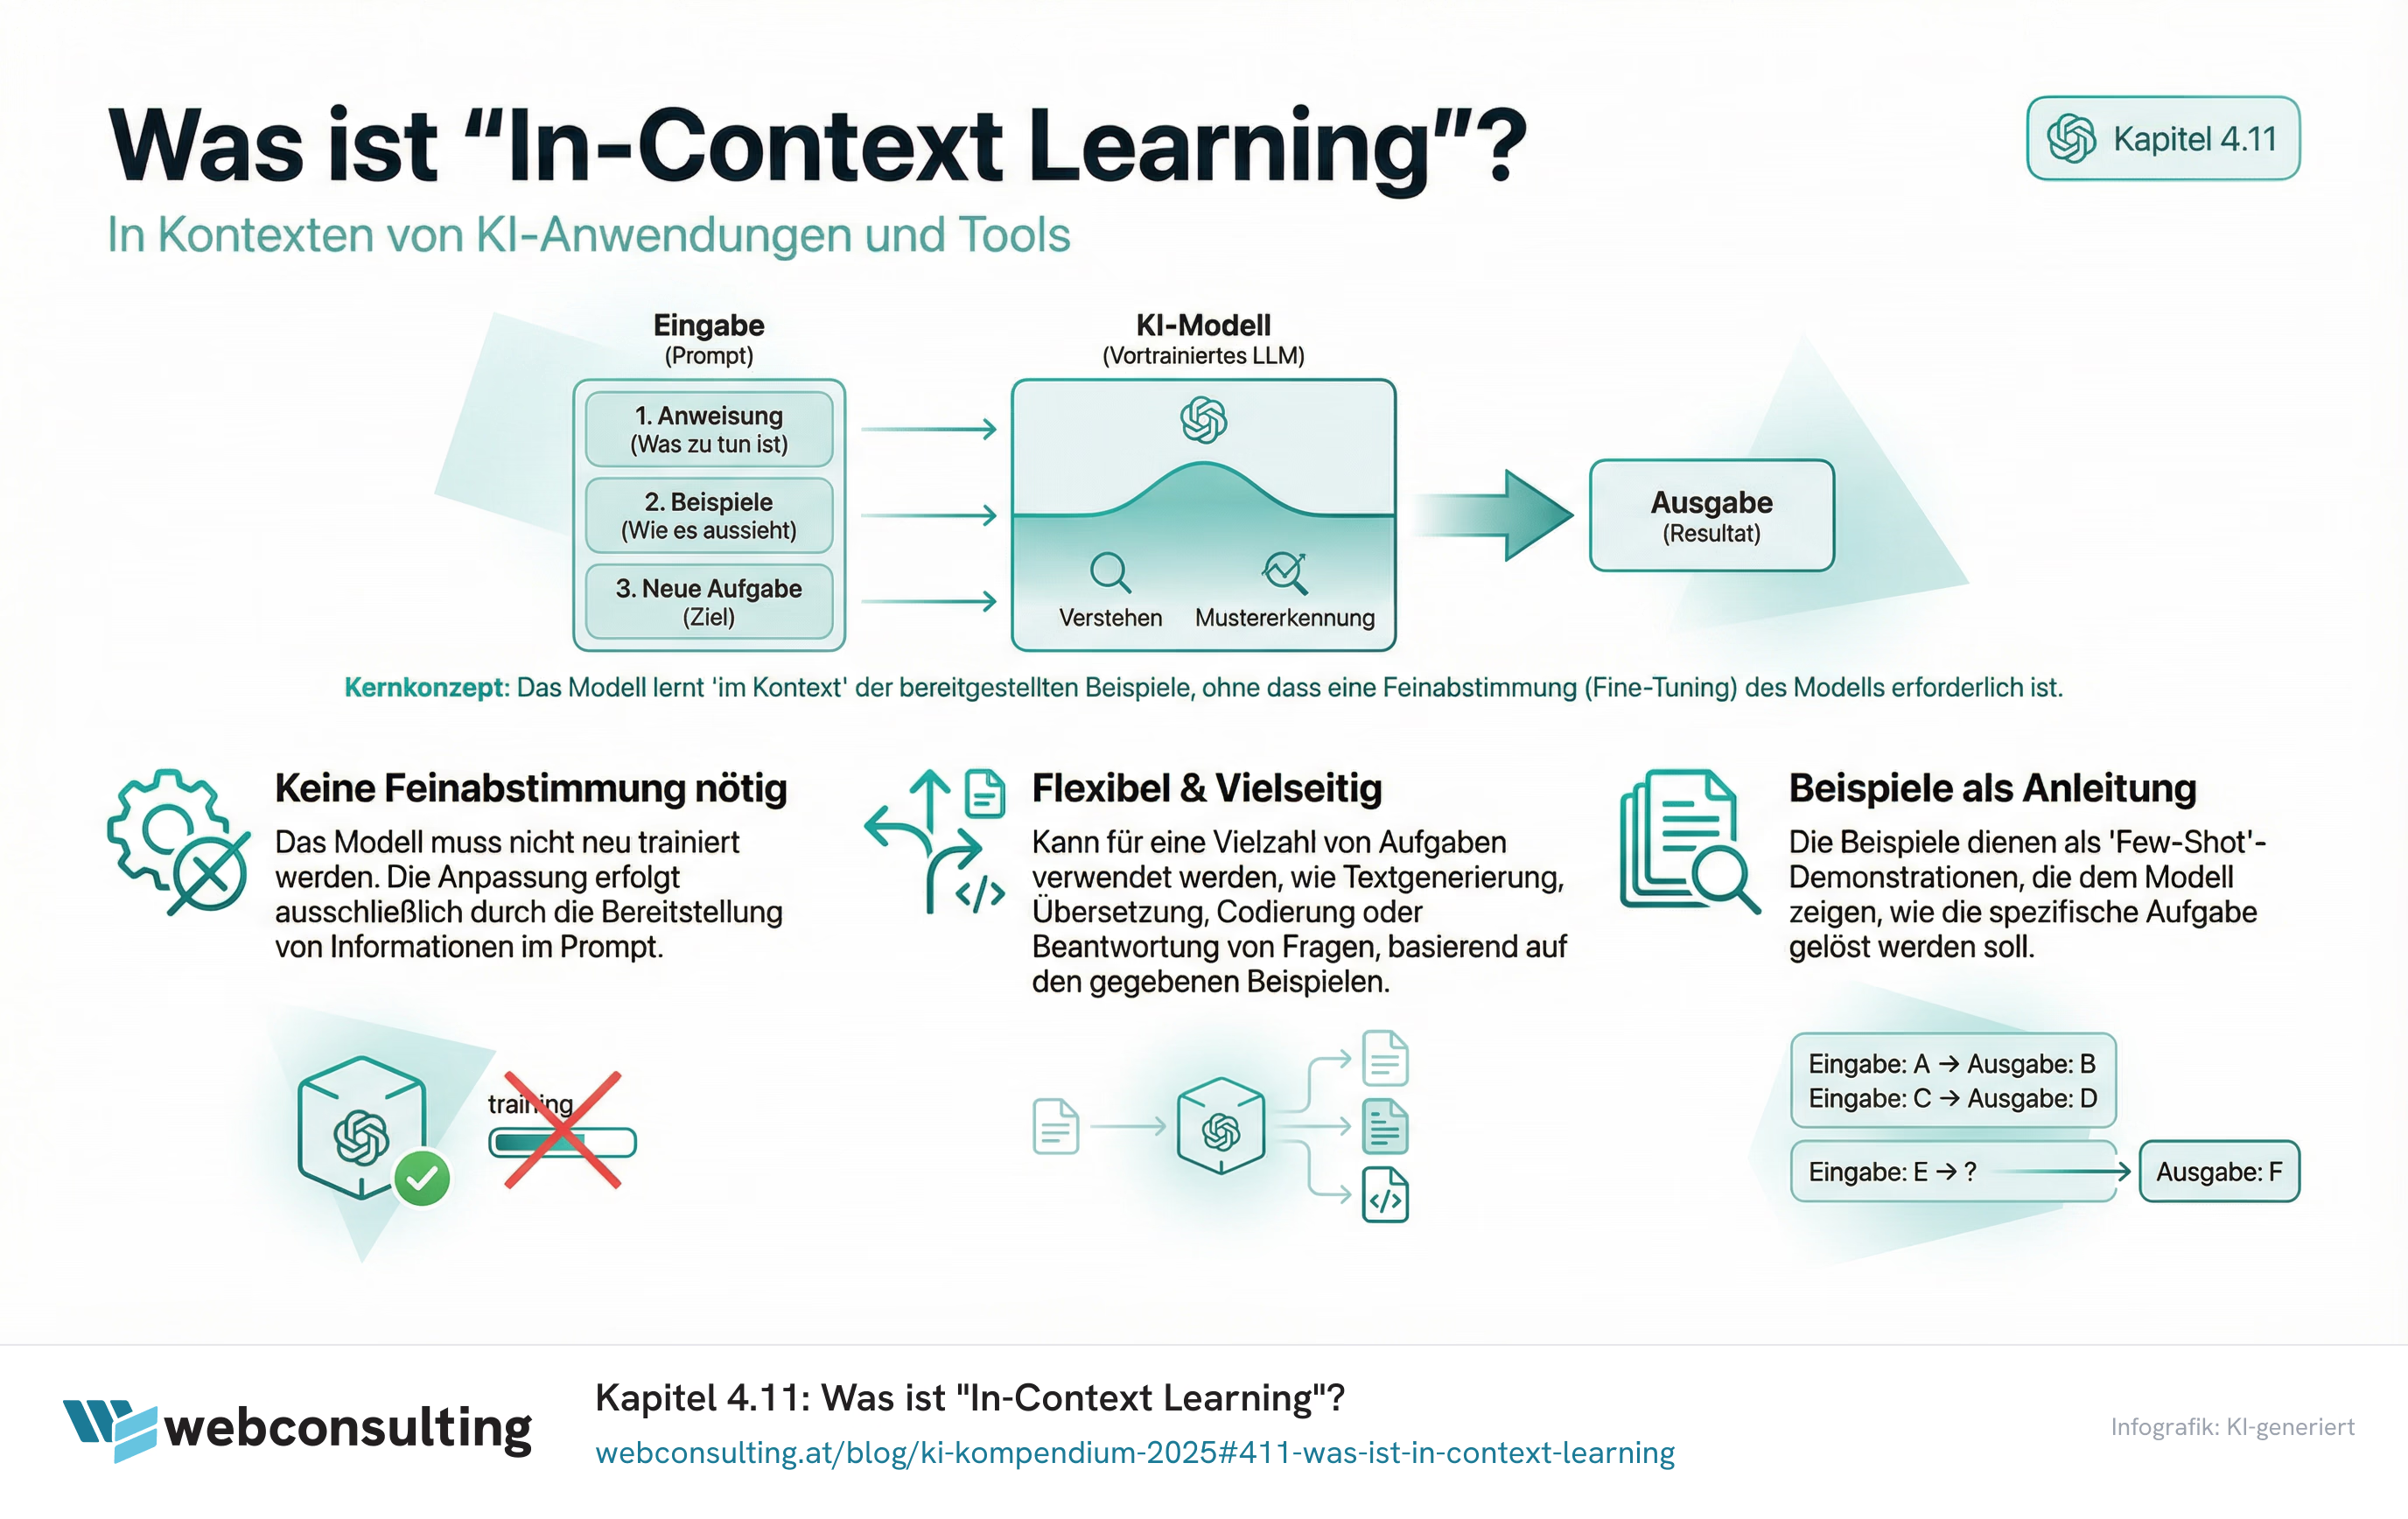 Was ist “In-Context Learning”?
Kapitel 4.11
In Kontexten von KI-Anwendungen und Tools
Eingabe
(Prompt)
1. Anweisung
(Was zu tun ist)
2. Beispiele
(Wie es aussieht)
3. Neue Aufgabe
(Ziel)
KI-Modell
(Vortrainiertes LLM)
Verstehen
Mustererkennung
Ausgabe
(Resultat)
Kernkonzept: Das Modell lernt 'im Kontext' der bereitgestellten Beispiele, ohne dass eine Feinabstimmung (Fine-Tuning) des Modells erforderlich ist.
Keine Feinabstimmung nötig
Das Modell muss nicht neu trainiert
werden. Die Anpassung erfolgt
ausschließlich durch die Bereitstellung
von Informationen im Prompt.
training
Flexibel & Vielseitig
Kann für eine Vielzahl von Aufgaben
verwendet werden, wie Textgenerierung,
Übersetzung, Codierung oder
Beantwortung von Fragen, basierend auf
den gegebenen Beispielen.
</>
</>
Beispiele als Anleitung
Die Beispiele dienen als 'Few-Shot'-
Demonstrationen, die dem Modell
zeigen, wie die spezifische Aufgabe
gelöst werden soll.
Eingabe: A → Ausgabe: B
Eingabe: C → Ausgabe: D
Eingabe: E → ?
Ausgabe: F
webconsulting
Kapitel 4.11: Was ist "In-Context Learning"?
webconsulting.at/blog/ki-kompendium-2025#411-was-ist-in-context-learning
Infografik: KI-generiert